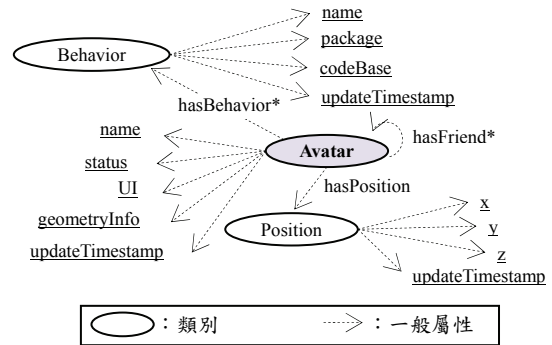 name
package
codeBase
updateTimestamp
Behavior
hasBehavior*
hasFriend*
Avatar
name
status
UI
geometryInfo
updateTimestamp
hasPosition
Position
x
y
z
updateTimestamp
：類別
：一般屬性